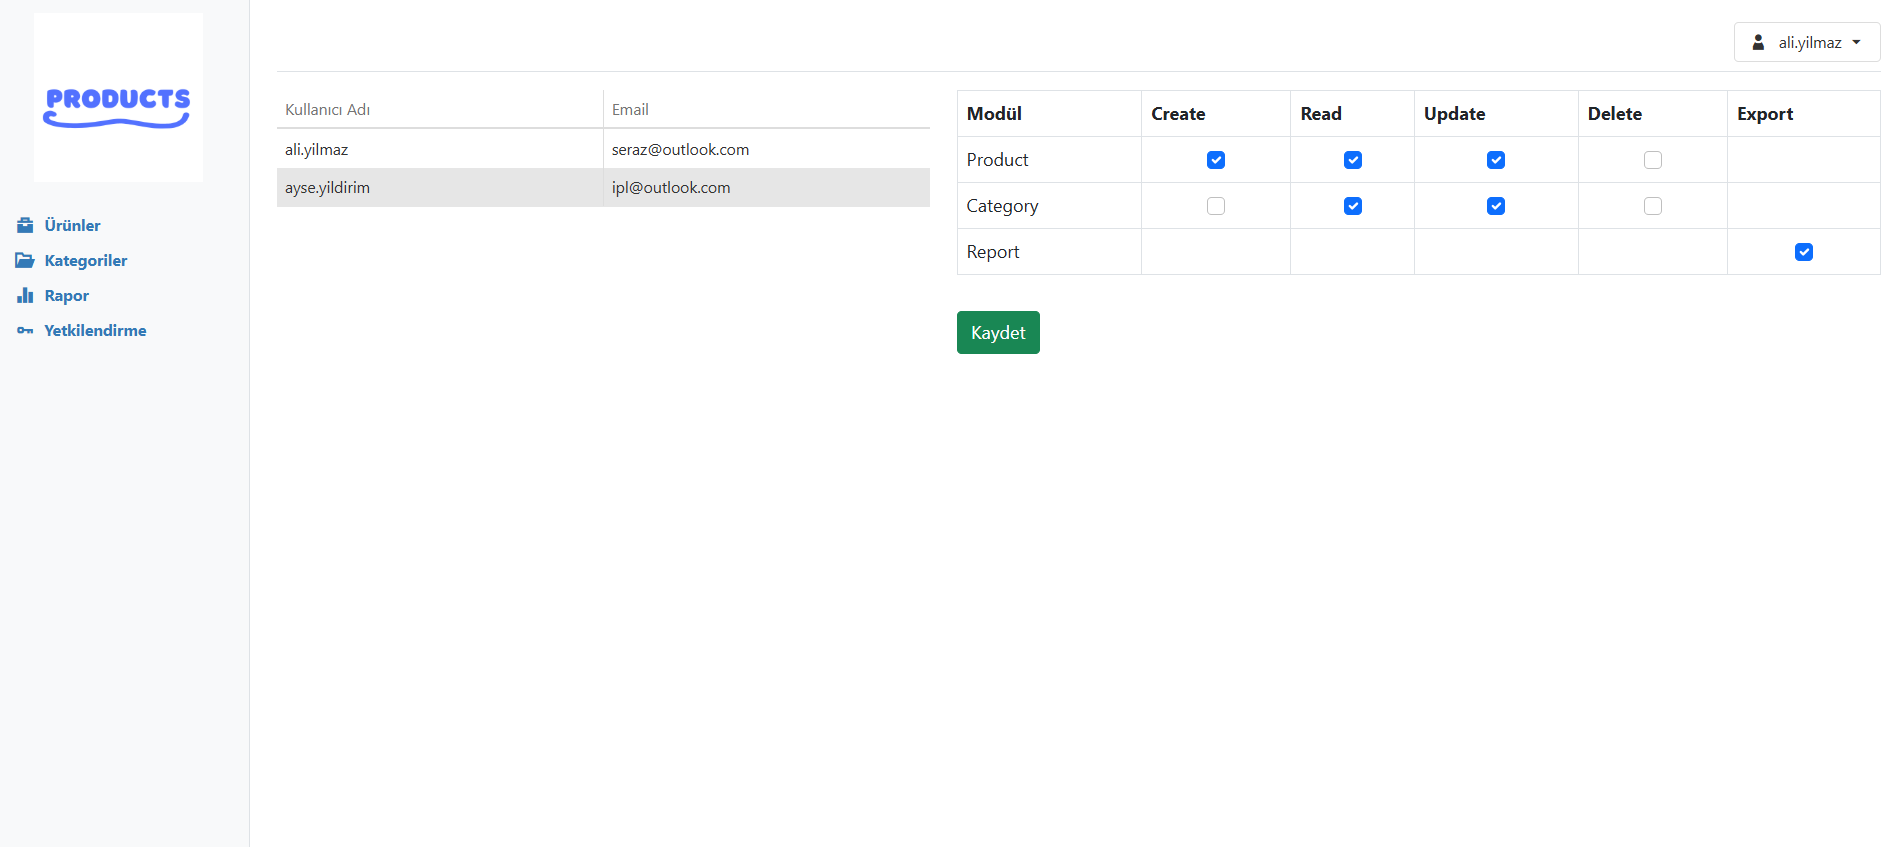 PRODUCTS
Ürünler
Kategoriler
Rapor
Yetkilendirme
ali.yilmaz
Kullanıcı Adı Email
ali.yilmaz seraz@outlook.com
ayse.yildirim ipl@outlook.com
Modül Create Read Update Delete Export
Product
Category
Report
Kaydet